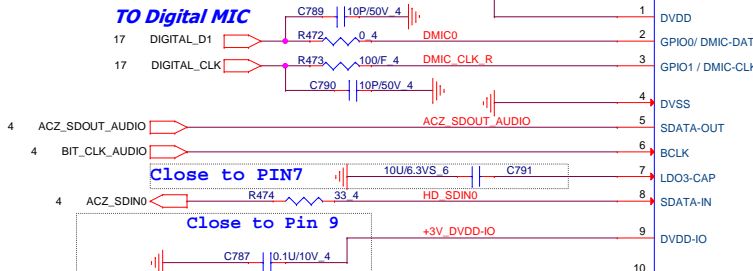 TO Digital MIC
C789 10P/50V_4
1 DVDD
17 DIGITAL_D1 R472 0_4 DMIC0 2 GPIO0/ DMIC-DAT
17 DIGITAL_CLK R473 100/F_4 DMIC_CLK_R 3 GPIO1 / DMIC-CLK
C790 10P/50V_4
4 DVSS
4 ACZ_SDOUT_AUDIO ACZ_SDOUT_AUDIO 5 SDATA-OUT
4 BIT_CLK_AUDIO 6 BCLK
Close to PIN7 10U/6.3VS_6 C791 7 LDO3-CAP
4 ACZ_SDIN0 R474 33_4 HD_SDIN0 8 SDATA-IN
Close to Pin 9
+3V_DVDD-IO 9 DVDD-IO
C787 0.1U/10V_4
10